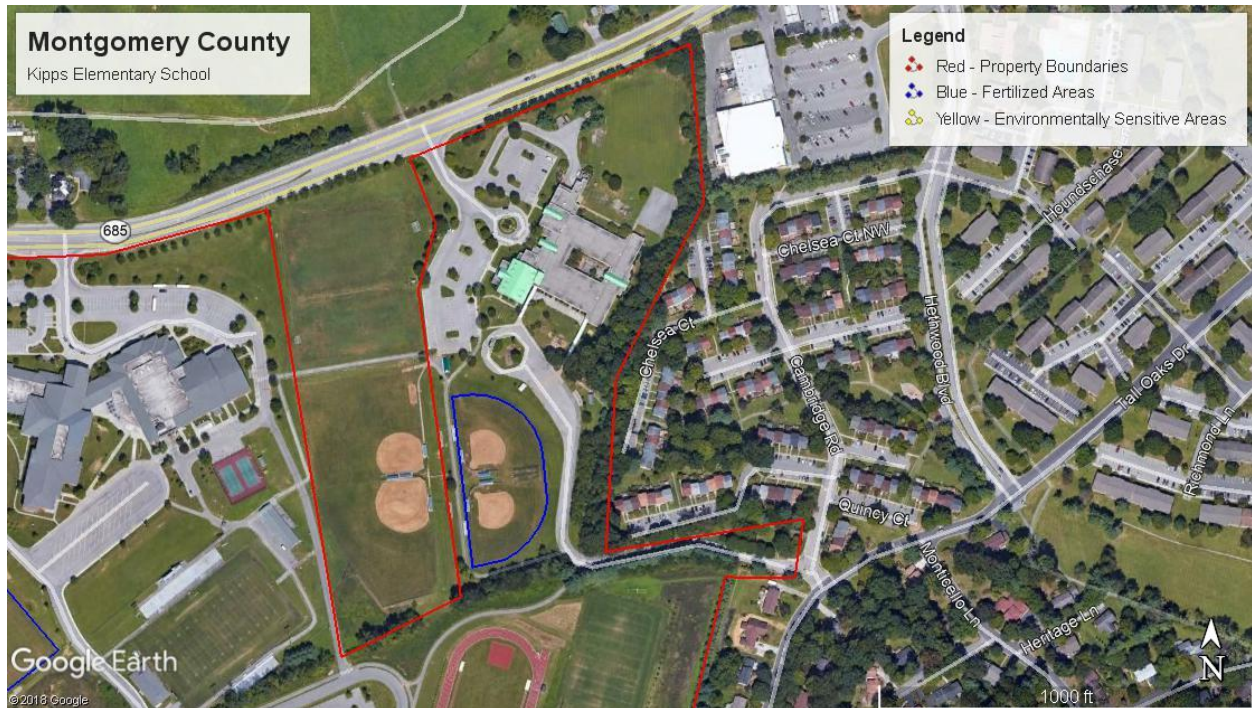 Montgomery County
Kipps Elementary School
Legend
Red - Property Boundaries
Blue - Fertilized Areas
Yellow - Environmentally Sensitive Areas
685
Houndschase
Chelsea Ct NW
Hethwood Blvd
Chelsea Ct
Cambridge Rd
Tall Oaks Dr
Richmond Ln
Quincy Ct
Monticello Ln
Heritage Ln
Google Earth
© 2018 Google
N
1000 ft